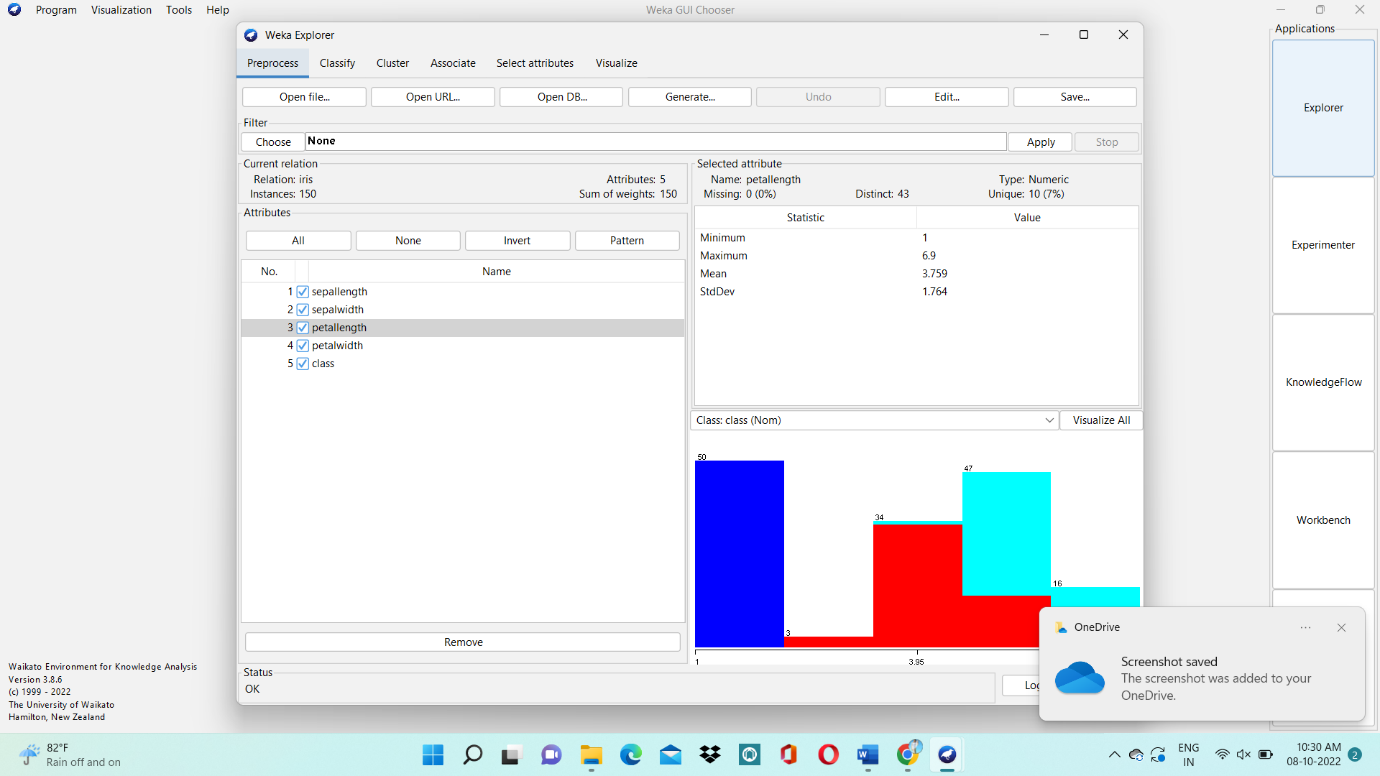 Program Visualization Tools Help
Weka GUI Chooser
Applications
Weka Explorer
Preprocess Classify Cluster Associate Select attributes Visualize
Open file... Open URL... Open DB... Generate... Undo Edit... Save...
Filter
Choose None Apply Stop
Current relation
Relation: iris Attributes: 5
Instances: 150 Sum of weights: 150
Attributes
All None Invert Pattern
No. Name
1 sepallength
2 sepalwidth
3 petallength
4 petalwidth
5 class
Remove
Selected attribute
Name: petallength Type: Numeric
Missing: 0 (0%) Distinct: 43 Unique: 10 (7%)
Statistic Value
Minimum 1
Maximum 6.9
Mean 3.759
StdDev 1.764
Class: class (Nom) Visualize All
50
3
34
47
16
1 3.95
Status
OK
Explorer
Experimenter
KnowledgeFlow
Workbench
Waikato Environment for Knowledge Analysis
Version 3.8.6
(c) 1999 - 2022
The University of Waikato
Hamilton, New Zealand
OneDrive
Screenshot saved
The screenshot was added to your
OneDrive.
82°F
Rain off and on
ENG
IN
10:30 AM
08-10-2022
2